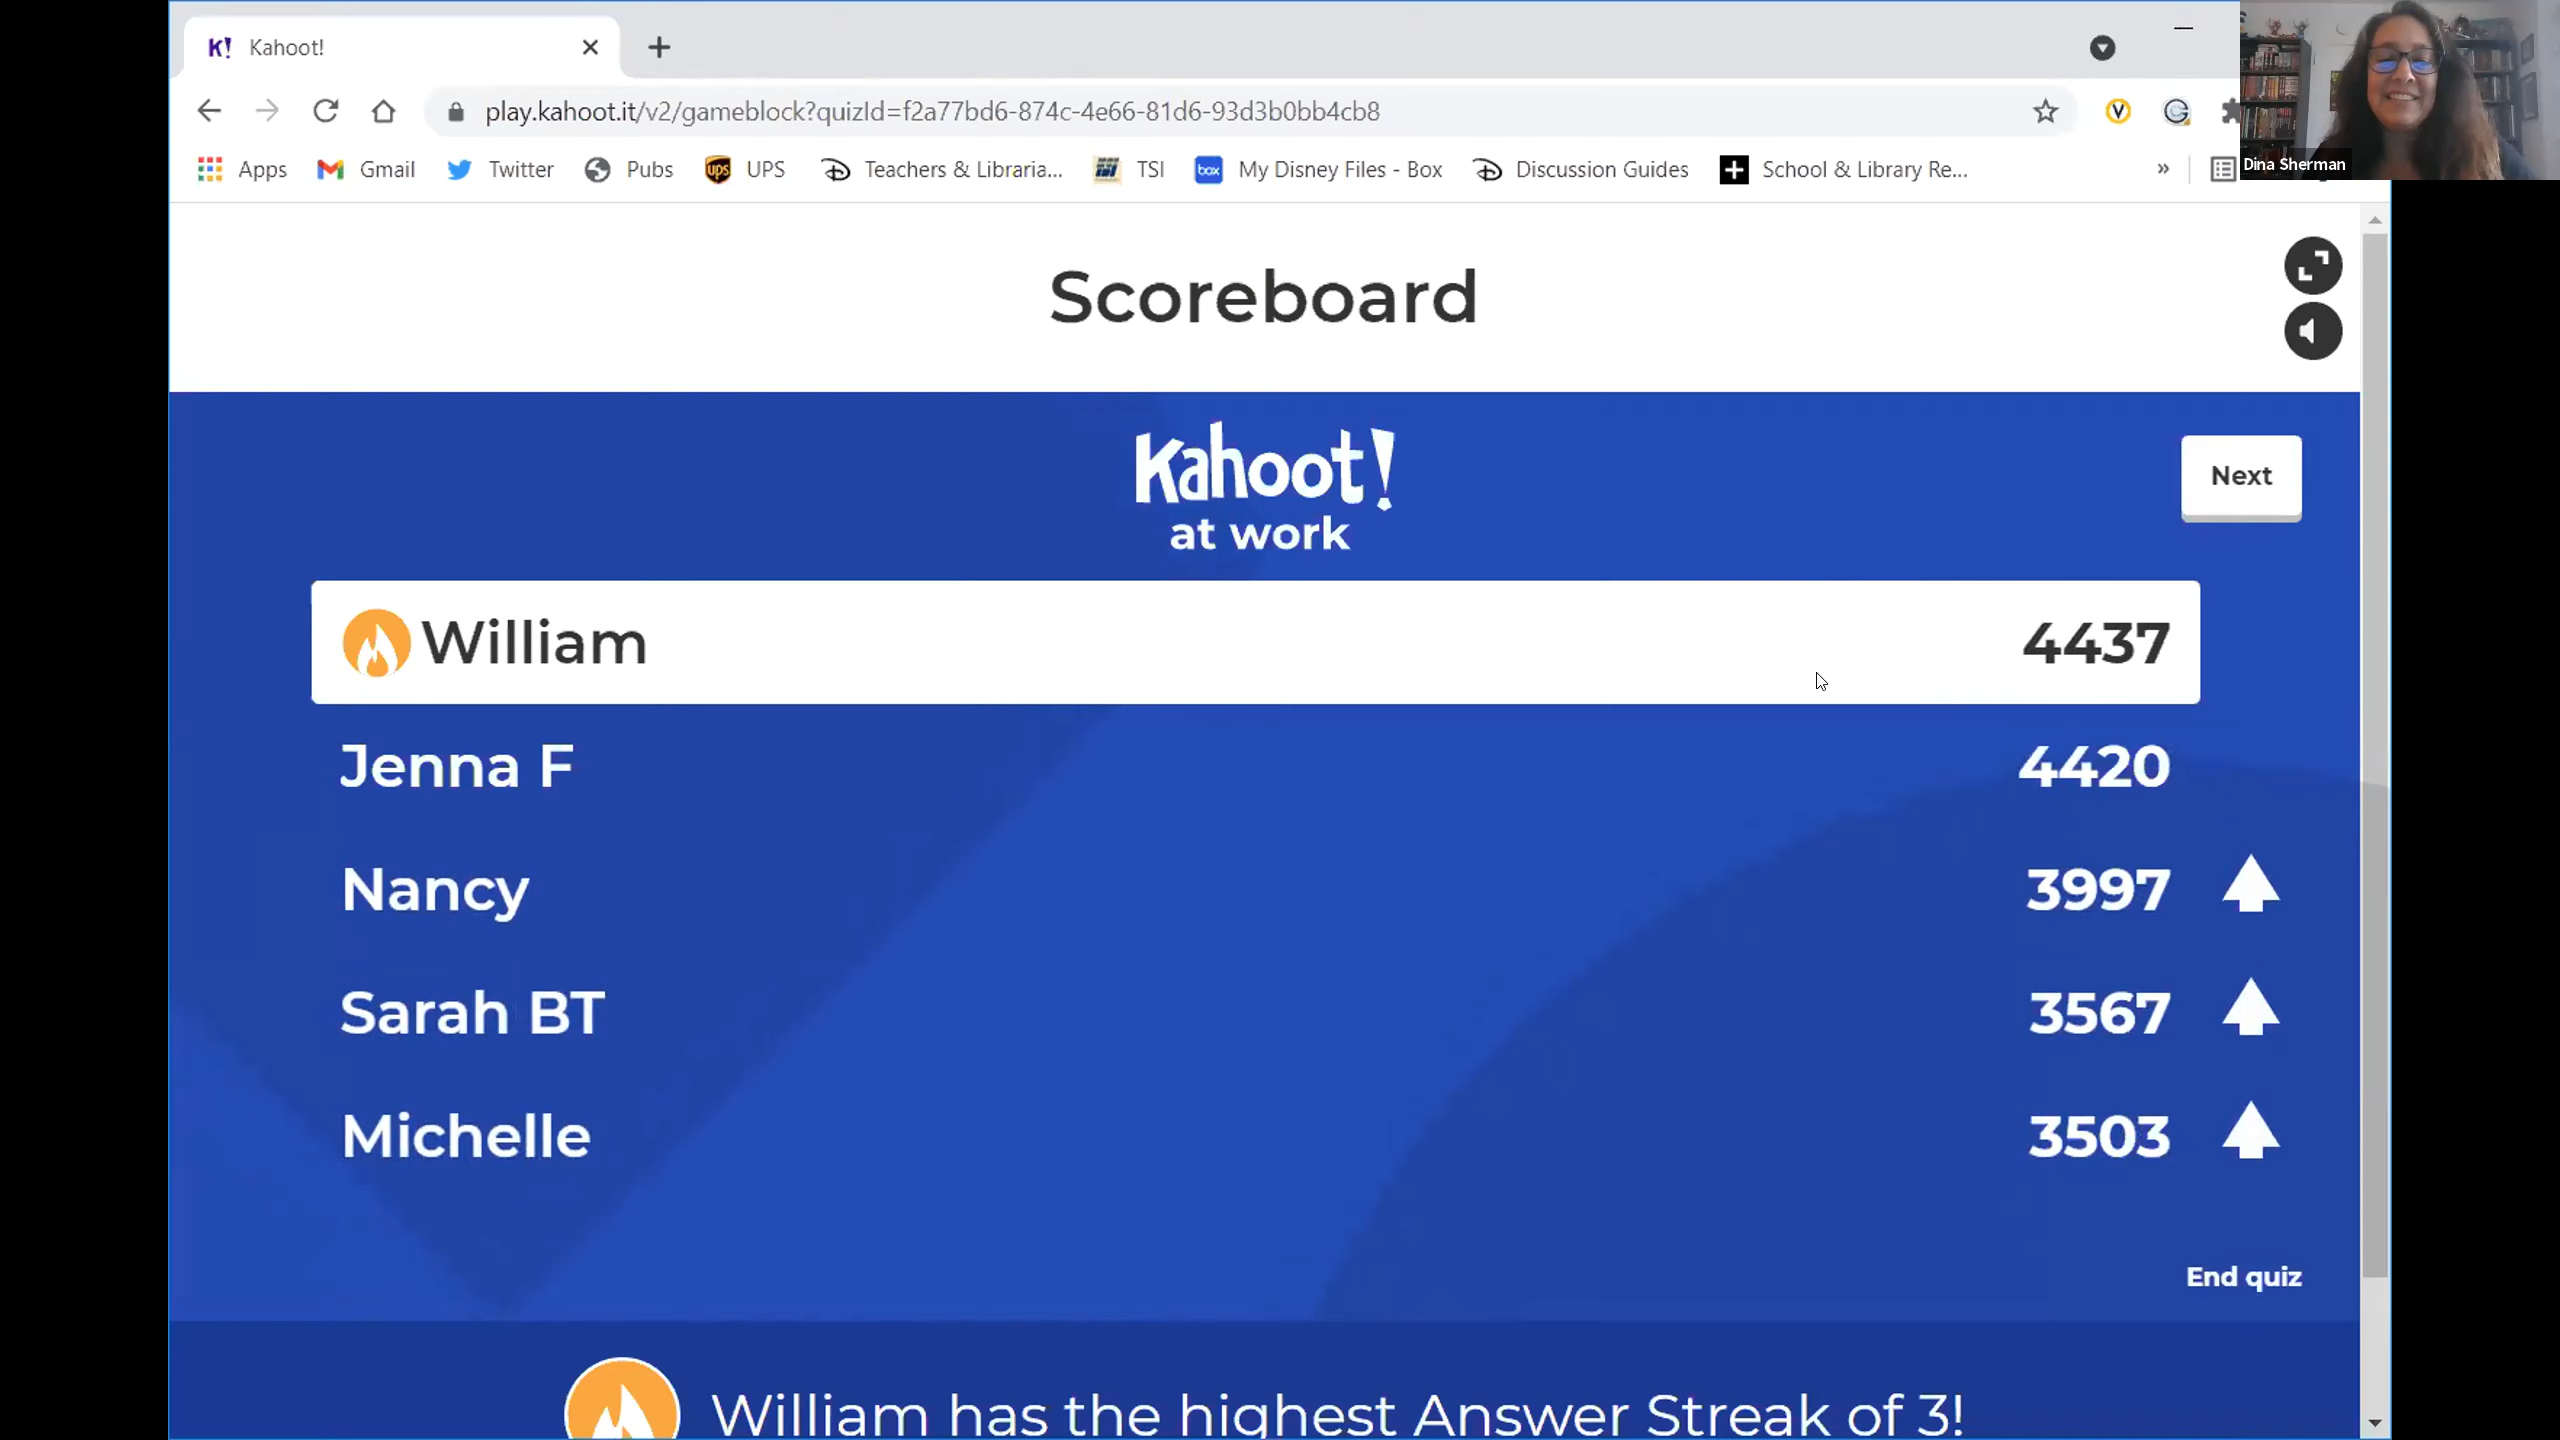 K! Kahoot!
play.kahoot.it/v2/gameblock?quizId=f2a77bd6-874c-4e66-81d6-93d3b0bb4cb8
Apps Gmail Twitter Pubs UPS Teachers & Libraria... TSI box My Disney Files - Box Discussion Guides School & Library Re... »
Dina Sherman
Scoreboard
Kahoot!
at work
Next
William 4437
Jenna F 4420
Nancy 3997
Sarah BT 3567
Michelle 3503
End quiz
William has the highest Answer Streak of 3!